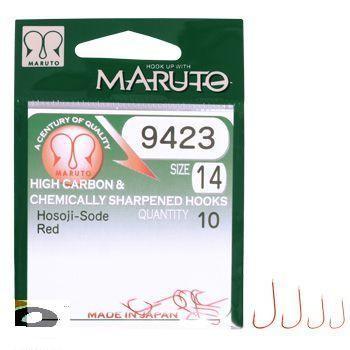 HOOK UP WITH
MARUTO
MARUTO
A CENTURY OF QUALITY
MARUTO
9423
SIZE 14
HIGH CARBON &
CHEMICALLY SHARPENED HOOKS
Hosoji-Sode
QUANTITY 10
Red
MADE IN JAPAN